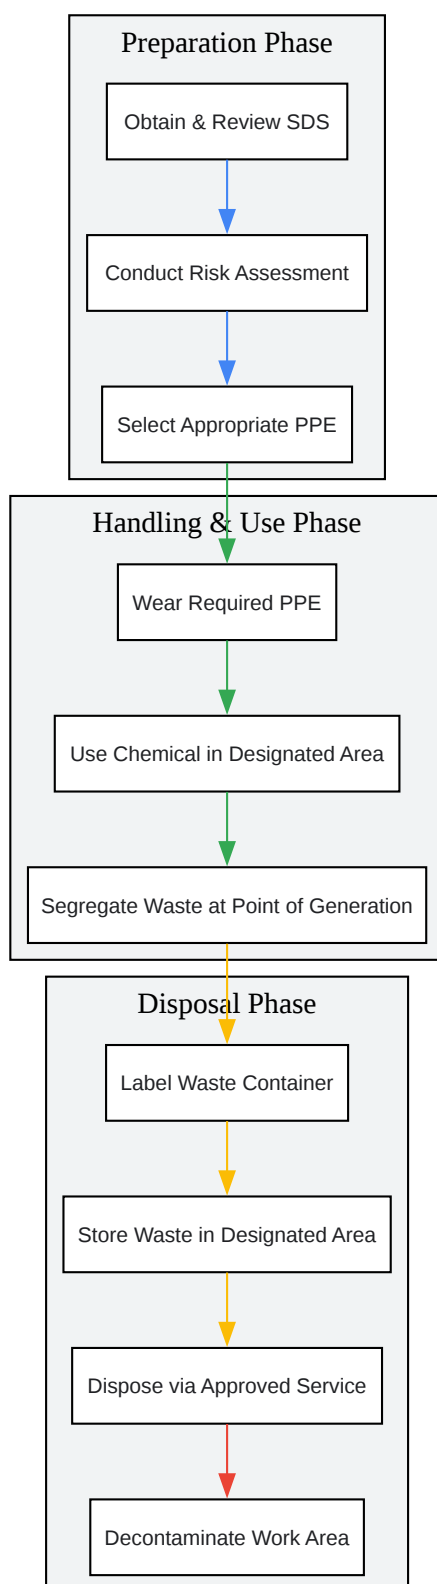 Preparation Phase
Obtain & Review SDS
Conduct Risk Assessment
Select Appropriate PPE
Handling & Use Phase
Wear Required PPE
Use Chemical in Designated Area
Segregate Waste at Point of Generation
Disposal Phase
Label Waste Container
Store Waste in Designated Area
Dispose via Approved Service
Decontaminate Work Area